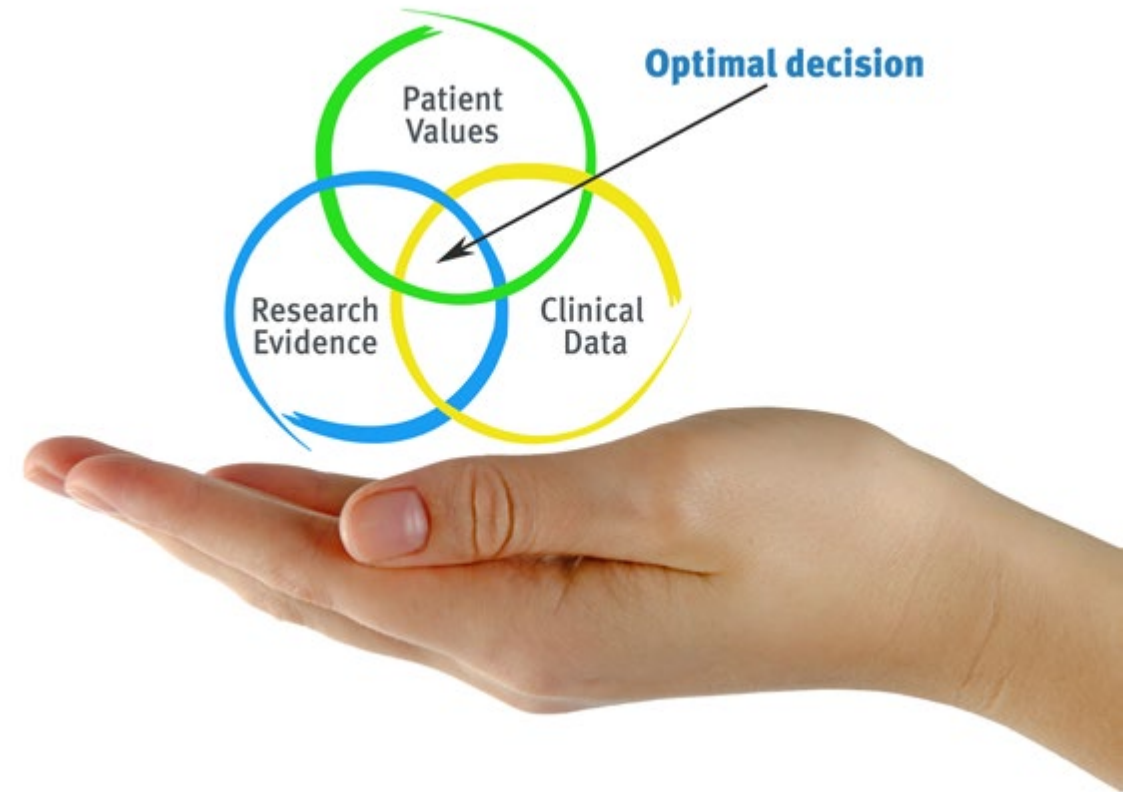 Optimal decision
Patient
Values
Research
Evidence
Clinical
Data